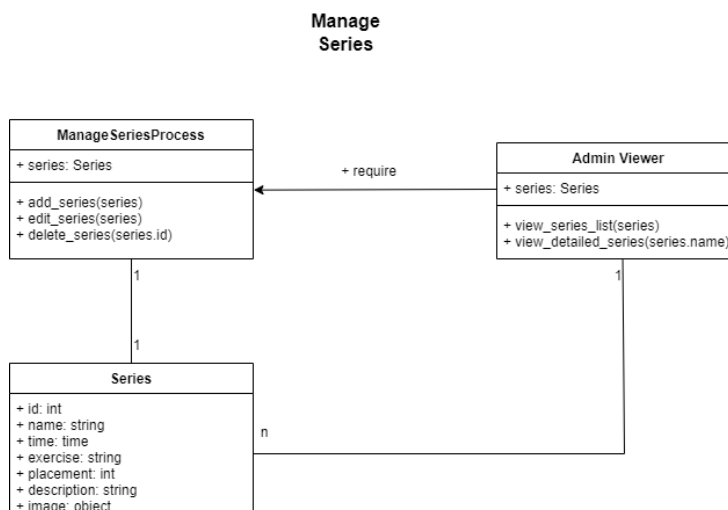 Manage
Series
ManageSeriesProcess
+ series: Series
+ add_series(series)
+ edit_series(series)
+ delete_series(series.id)
+ require
Admin Viewer
+ series: Series
+ view_series_list(series)
+ view_detailed_series(series.name)
1
1
1
n
Series
+ id: int
+ name: string
+ time: time
+ exercise: string
+ placement: int
+ description: string
+ image: object